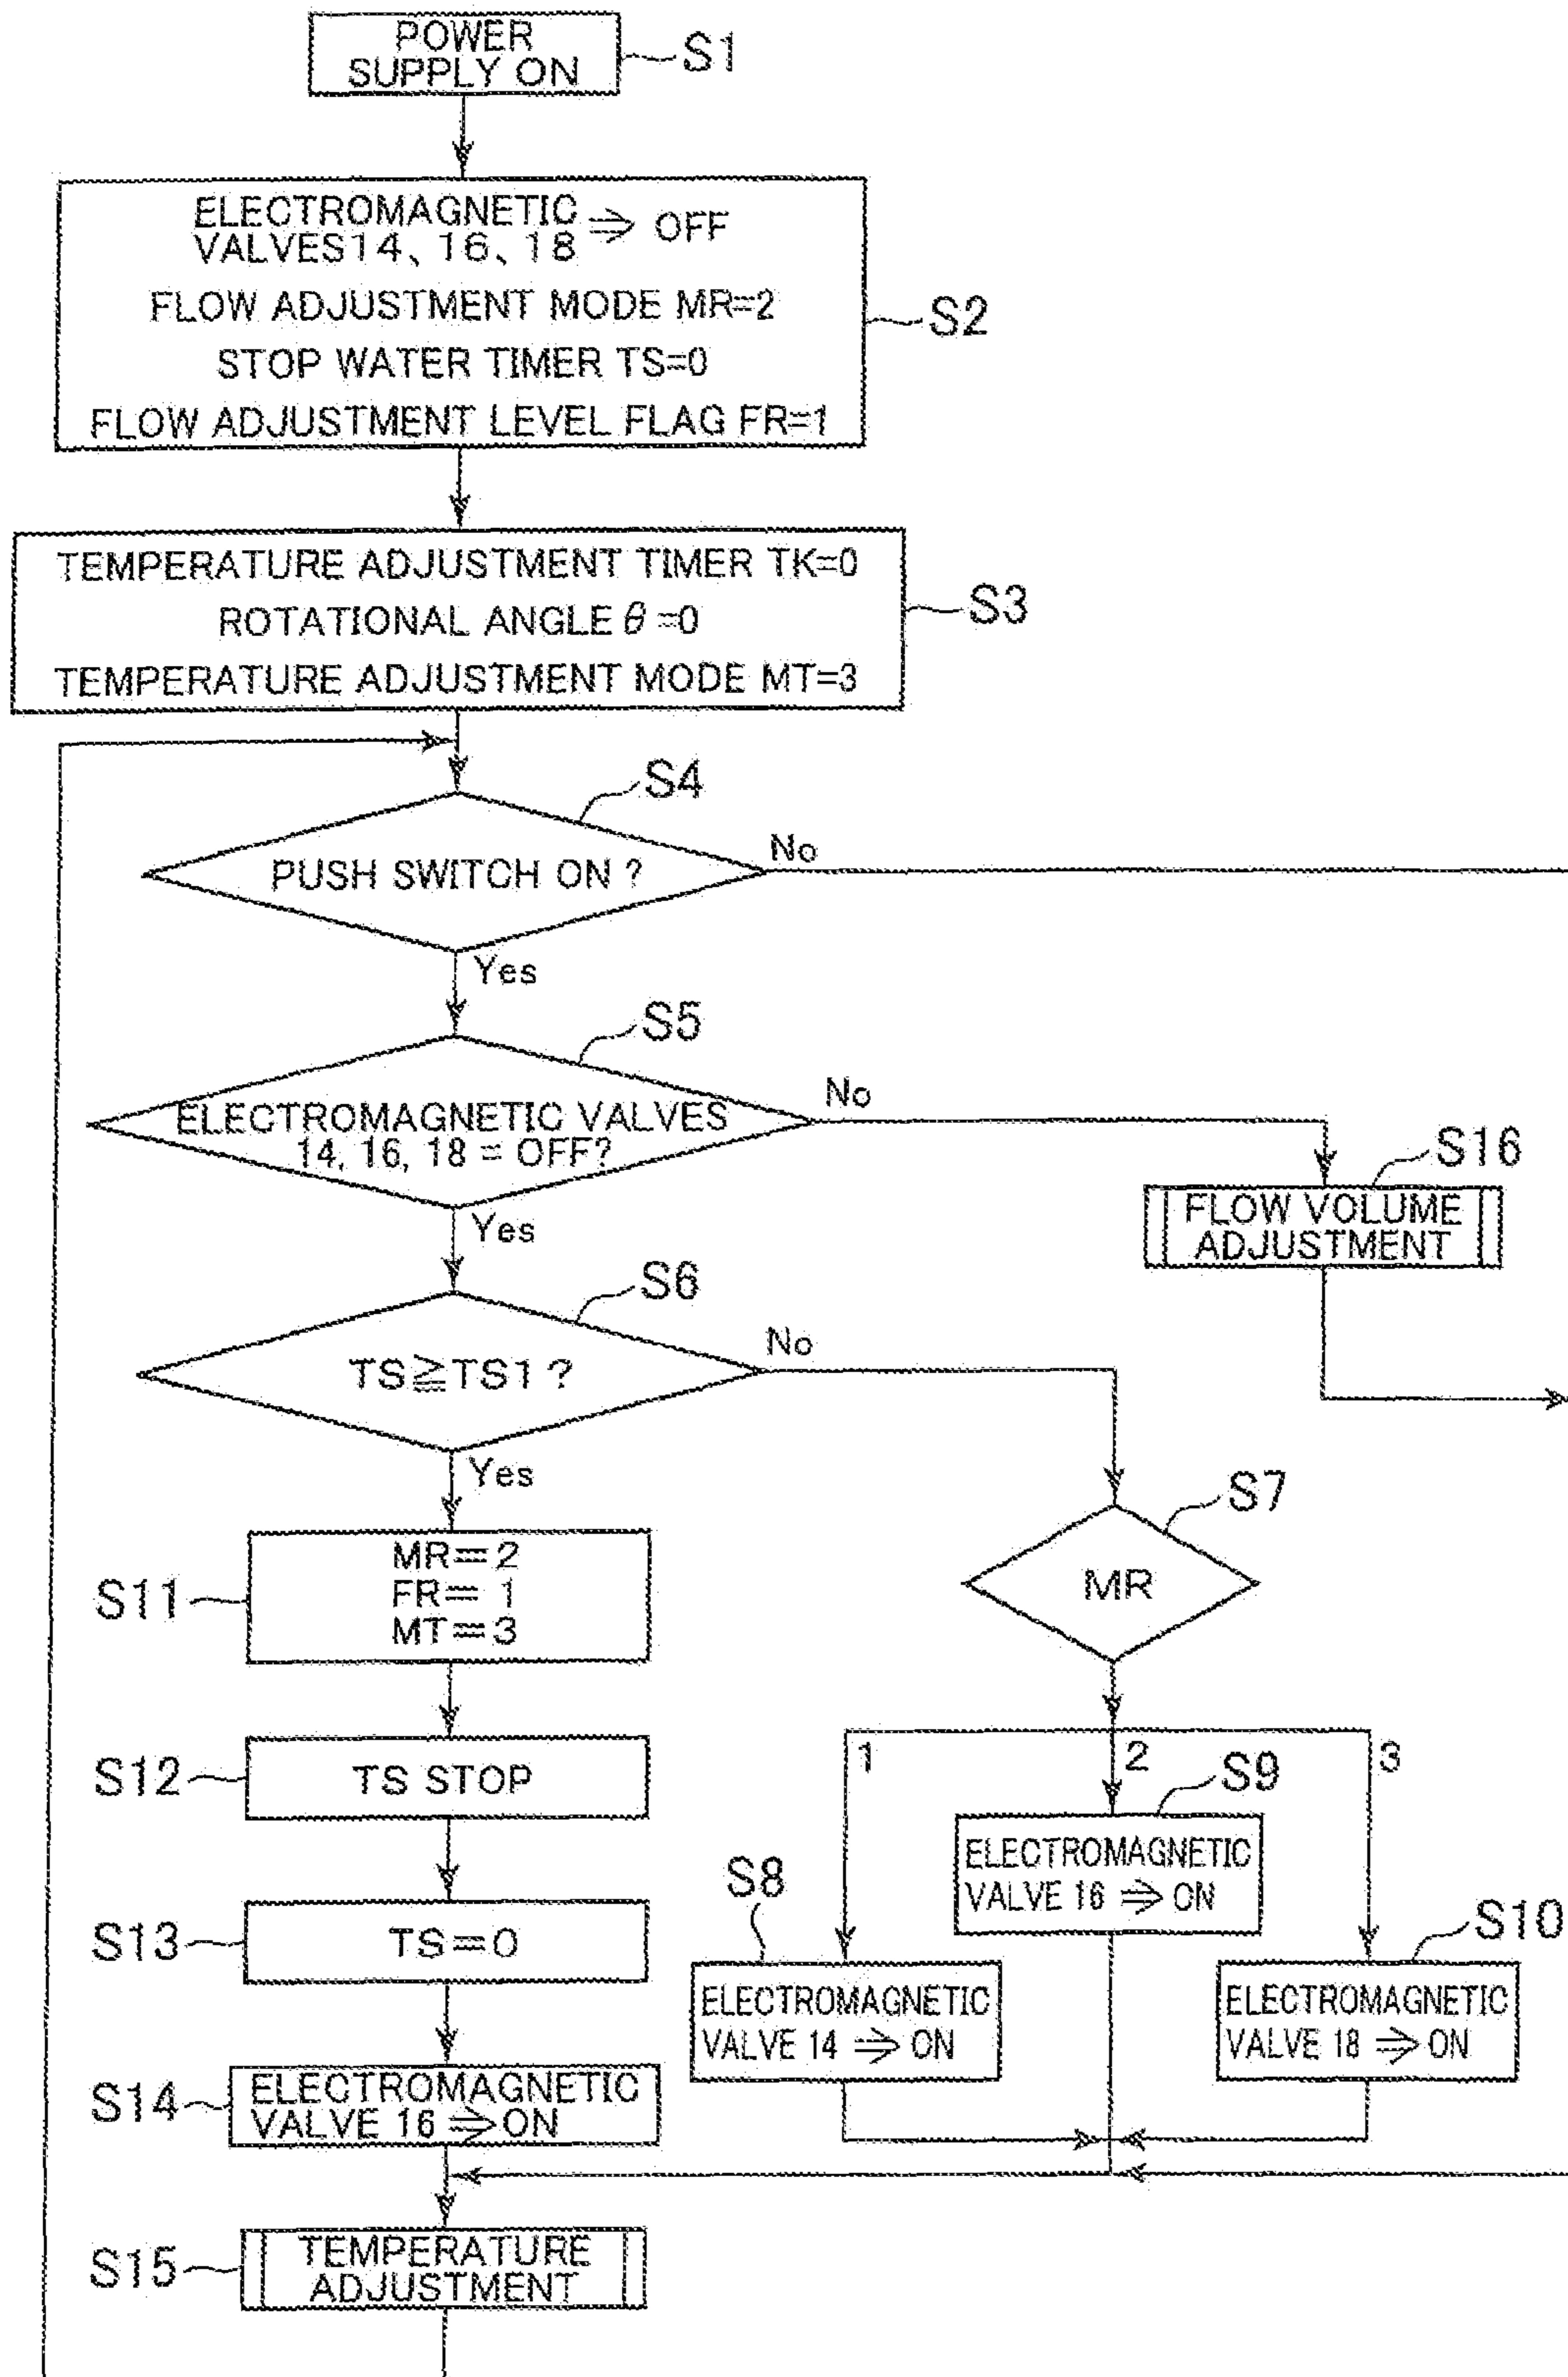 POWER
SUPPLY ON
S1
ELECTROMAGNETIC
VALVES14、16、18 ⇒ OFF
FLOW ADJUSTMENT MODE MR=2
STOP WATER TIMER TS=0
FLOW ADJUSTMENT LEVEL FLAG FR=1
S2
TEMPERATURE ADJUSTMENT TIMER TK=0
ROTATIONAL ANGLE θ =0
TEMPERATURE ADJUSTMENT MODE MT=3
S3
S4
PUSH SWITCH ON ?
No
Yes
S5
ELECTROMAGNETIC VALVES
14, 16, 18 = OFF?
No
Yes
S16
FLOW VOLUME
ADJUSTMENT
S6
TS≧TS1 ?
No
Yes
S7
MR
S11
MR=2
FR= 1
MT=3
S12
TS STOP
1
2
3
S9
ELECTROMAGNETIC
VALVE 16 ⇒ ON
S8
ELECTROMAGNETIC
VALVE 14 ⇒ ON
S10
ELECTROMAGNETIC
VALVE 18 ⇒ ON
S13
TS=0
S14
ELECTROMAGNETIC
VALVE 16 ⇒ ON
S15
TEMPERATURE
ADJUSTMENT